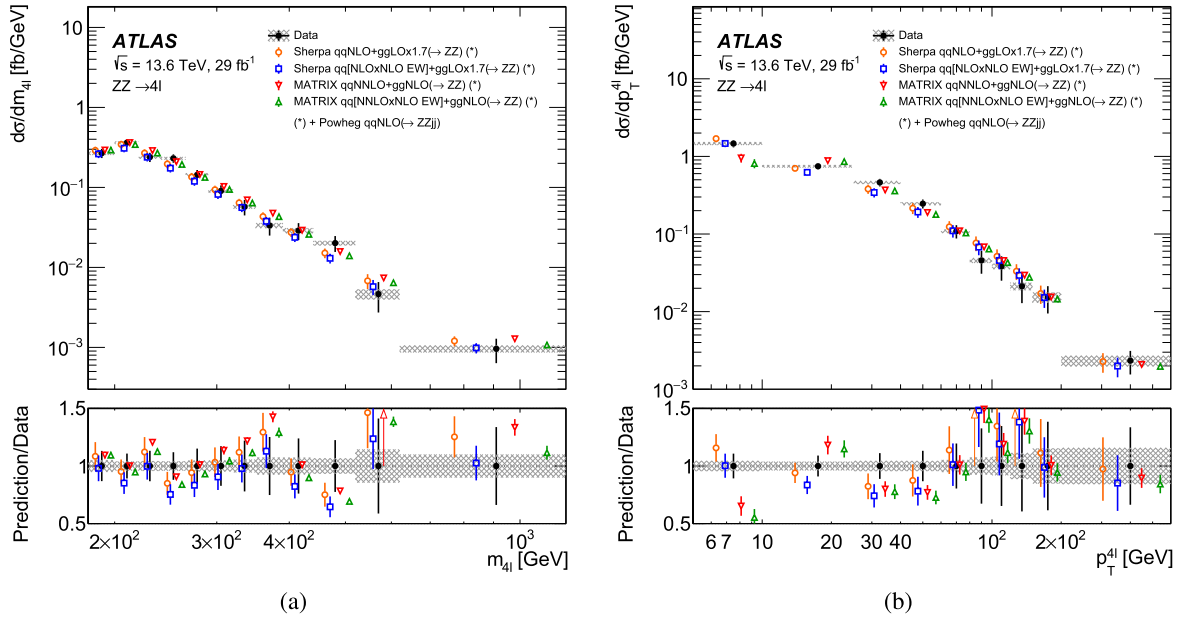 dσ/dm4l [fb/GeV]
10
1
10⁻¹
10⁻²
10⁻³
ATLAS
√s = 13.6 TeV, 29 fb⁻¹
ZZ →4l
Data
Sherpa qqNLO+ggLOx1.7(→ ZZ) (*)
Sherpa qq[NLOxNLO EW]+ggLOx1.7(→ ZZ) (*)
MATRIX qqNNLO+ggNLO(→ ZZ) (*)
MATRIX qq[NNLOxNLO EW]+ggNLO(→ ZZ) (*)
(*) + Powheg qqNLO(→ ZZjj)
Prediction/Data
1.5
1
0.5
2×10²
3×10²
4×10²
10³
m4l [GeV]
(a)
dσ/dpT4l [fb/GeV]
10
1
10⁻¹
10⁻²
10⁻³
ATLAS
√s = 13.6 TeV, 29 fb⁻¹
ZZ →4l
Data
Sherpa qqNLO+ggLOx1.7(→ ZZ) (*)
Sherpa qq[NLOxNLO EW]+ggLOx1.7(→ ZZ) (*)
MATRIX qqNNLO+ggNLO(→ ZZ) (*)
MATRIX qq[NNLOxNLO EW]+ggNLO(→ ZZ) (*)
(*) + Powheg qqNLO(→ ZZjj)
Prediction/Data
1.5
1
0.5
6 7
10
20
30
40
10²
2×10²
pT4l [GeV]
(b)